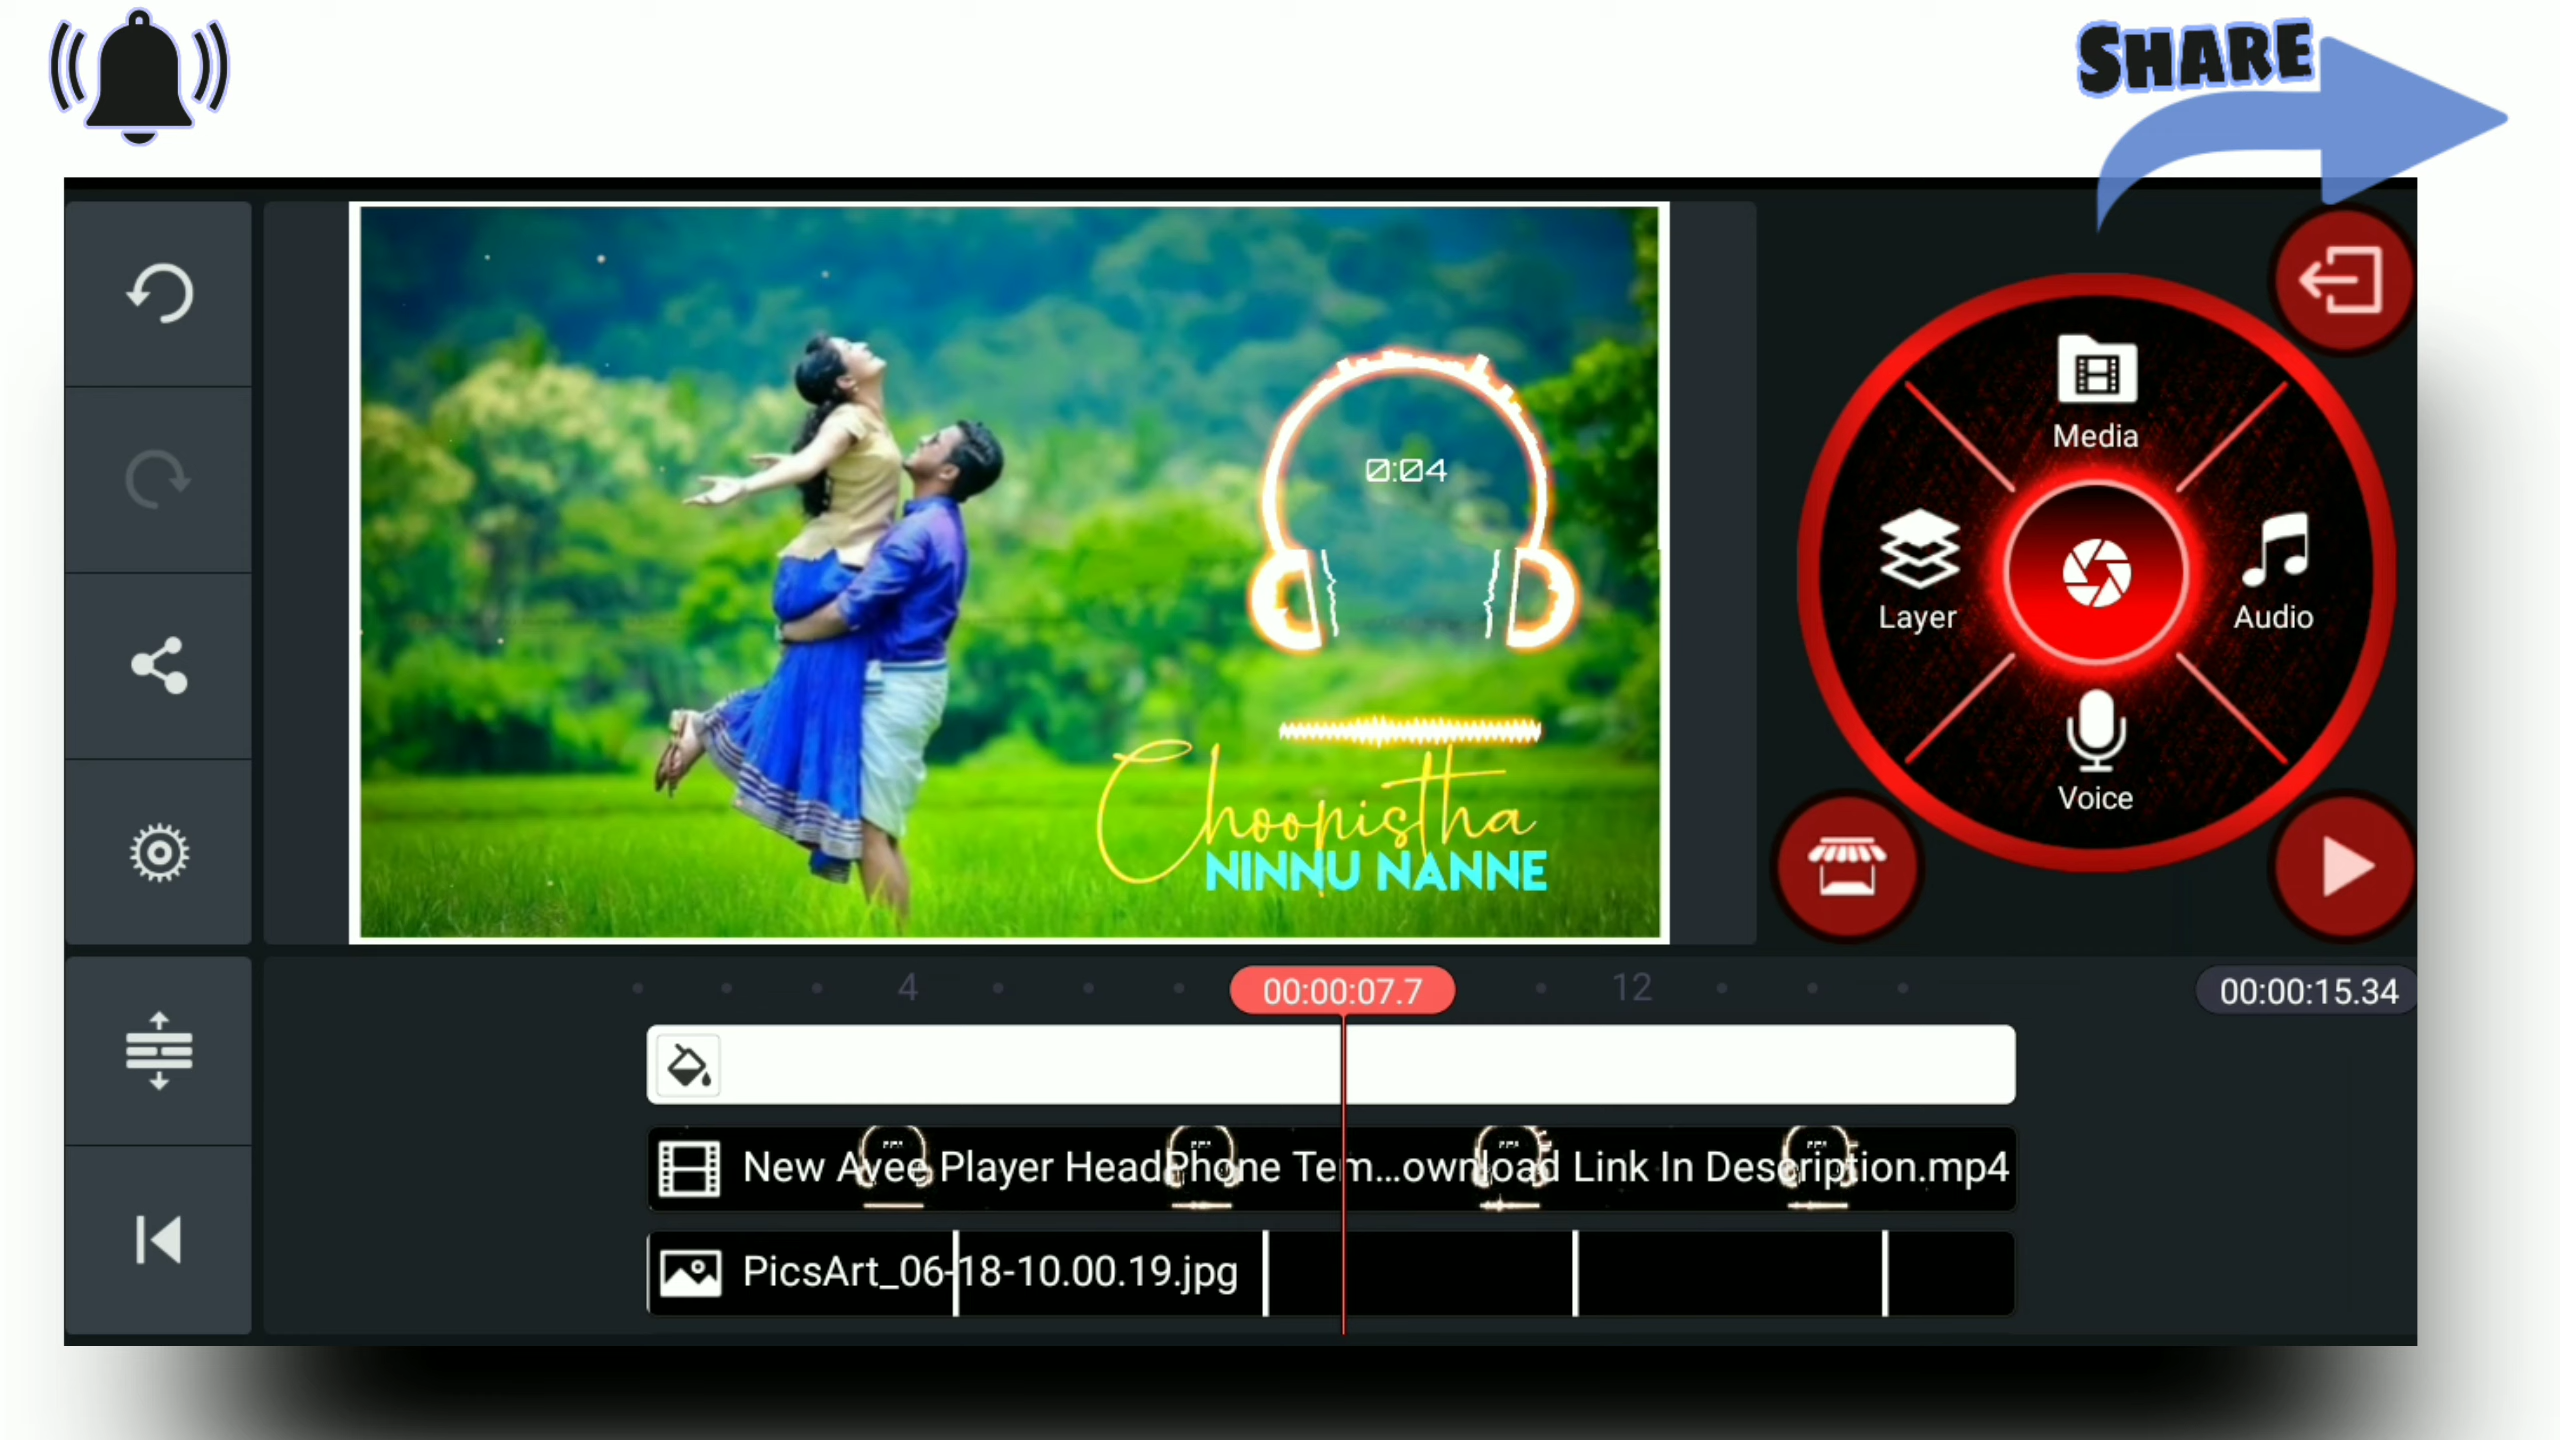 SHARE
Media
0:04
Layer
Audio
Voice
Choopistha
NINNU NANNE
4
00:00:07.7
12
00:00:15.34
New Avee Player HeadPhone Tem...ownload Link In Description.mp4
PicsArt_06-18-10.00.19.jpg